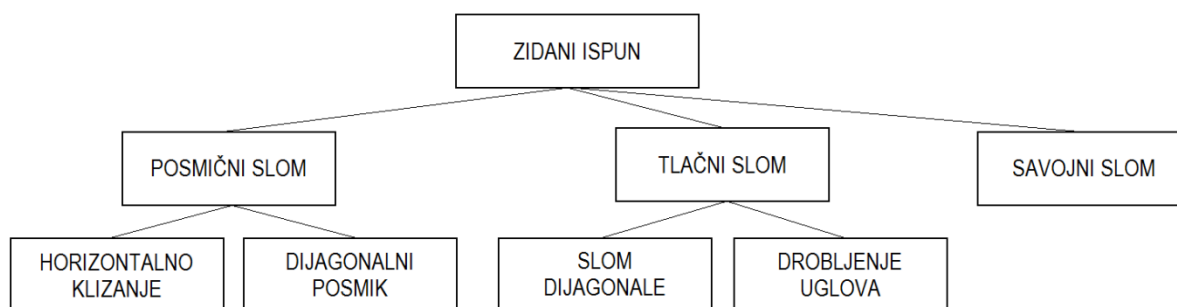 ZIDANI ISPUN
POSMIČNI SLOM
TLAČNI SLOM
SAVOJNI SLOM
HORIZONTALNO
KLIZANJE
DIJAGONALNI
POSMIK
SLOM
DIJAGONALE
DROBLJENJE
UGLOVA